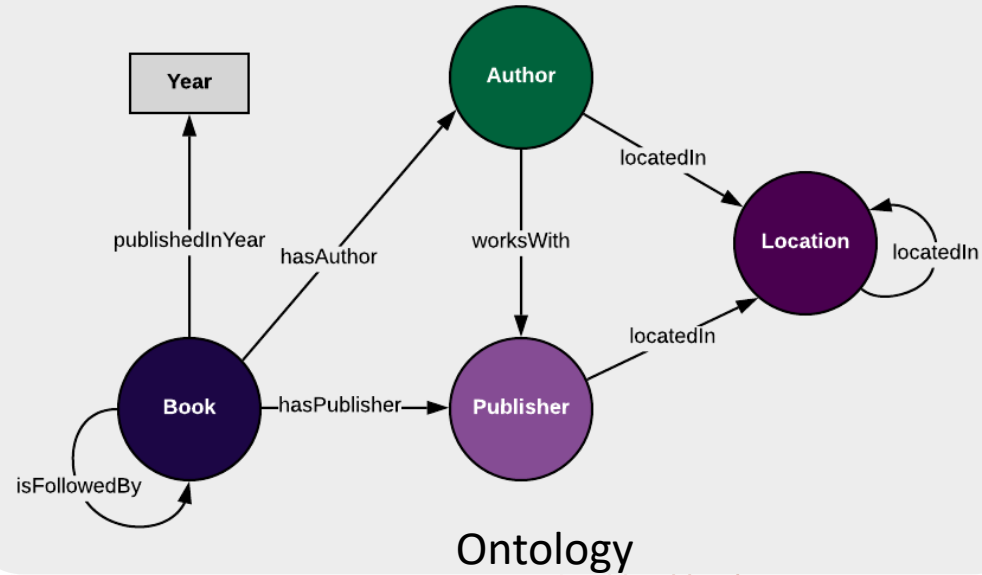 Author
Year
locatedIn
publishedInYear
hasAuthor
worksWith
Location
locatedIn
locatedIn
Book
hasPublisher
Publisher
isFollowedBy
Ontology